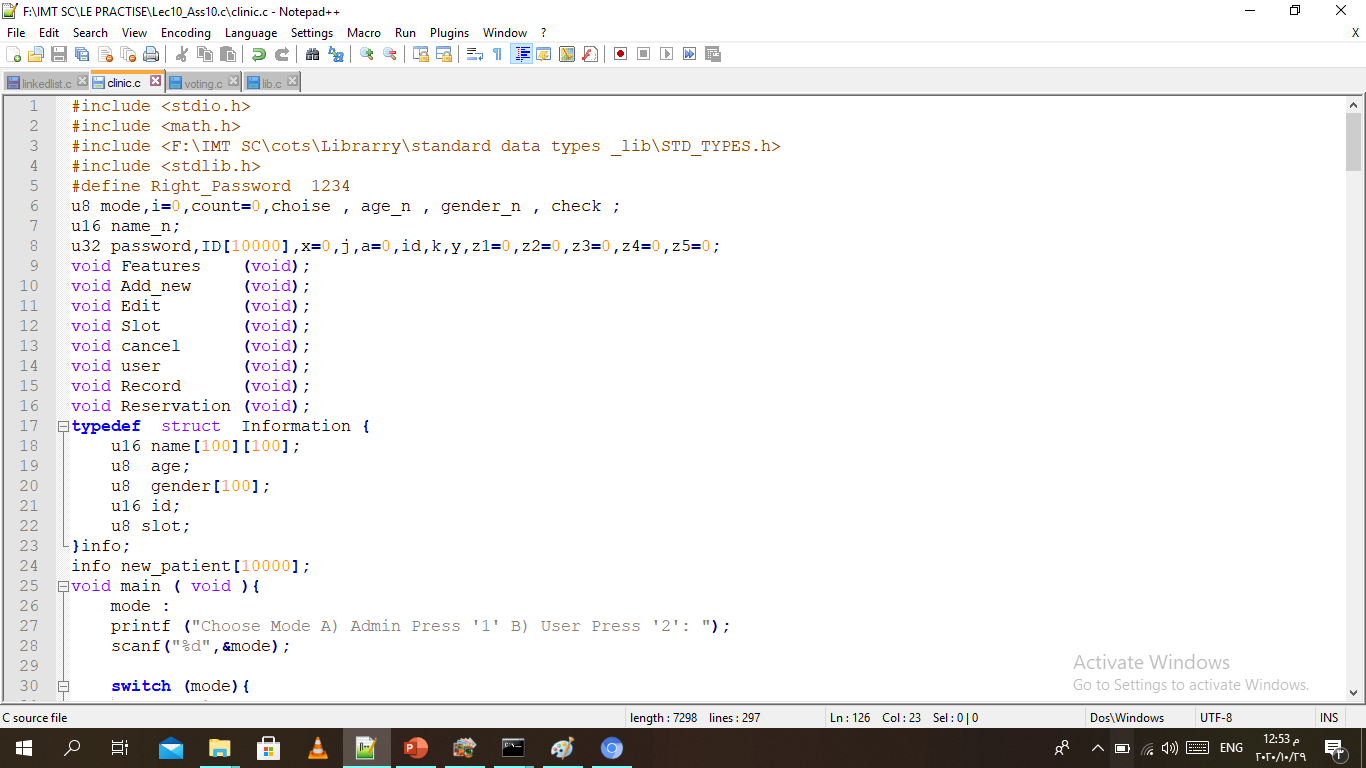 F:\IMT SC\LE PRACTISE\Lec10_Ass10.c\clinic.c - Notepad++
File Edit Search View Encoding Language Settings Macro Run Plugins Window ? X
linkedlist.c clinic.c voting.c lib.c
1 #include <stdio.h>
2 #include <math.h>
3 #include <F:\IMT SC\cots\Librarry\standard data types _lib\STD_TYPES.h>
4 #include <stdlib.h>
5 #define Right_Password  1234
6 u8 mode,i=0,count=0,choise , age_n , gender_n , check ;
7 u16 name_n;
8 u32 password,ID[10000],x=0,j,a=0,id,k,y,z1=0,z2=0,z3=0,z4=0,z5=0;
9 void Features    (void);
10 void Add_new     (void);
11 void Edit        (void);
12 void Slot        (void);
13 void cancel      (void);
14 void user        (void);
15 void Record      (void);
16 void Reservation (void);
17 typedef  struct  Information {
18     u16 name[100][100];
19     u8  age;
20     u8  gender[100];
21     u16 id;
22     u8 slot;
23 }info;
24 info new_patient[10000];
25 void main ( void ){
26     mode :
27     printf ("Choose Mode A) Admin Press '1' B) User Press '2': ");
28     scanf("%d",&mode);
29
30     switch (mode){
Activate Windows
Go to Settings to activate Windows.
C source file length : 7298 lines : 297 Ln : 126 Col : 23 Sel : 0 | 0 Dos\Windows UTF-8 INS
ENG 12:53 م
٢٠٢٠/١٠/٢٩
٣